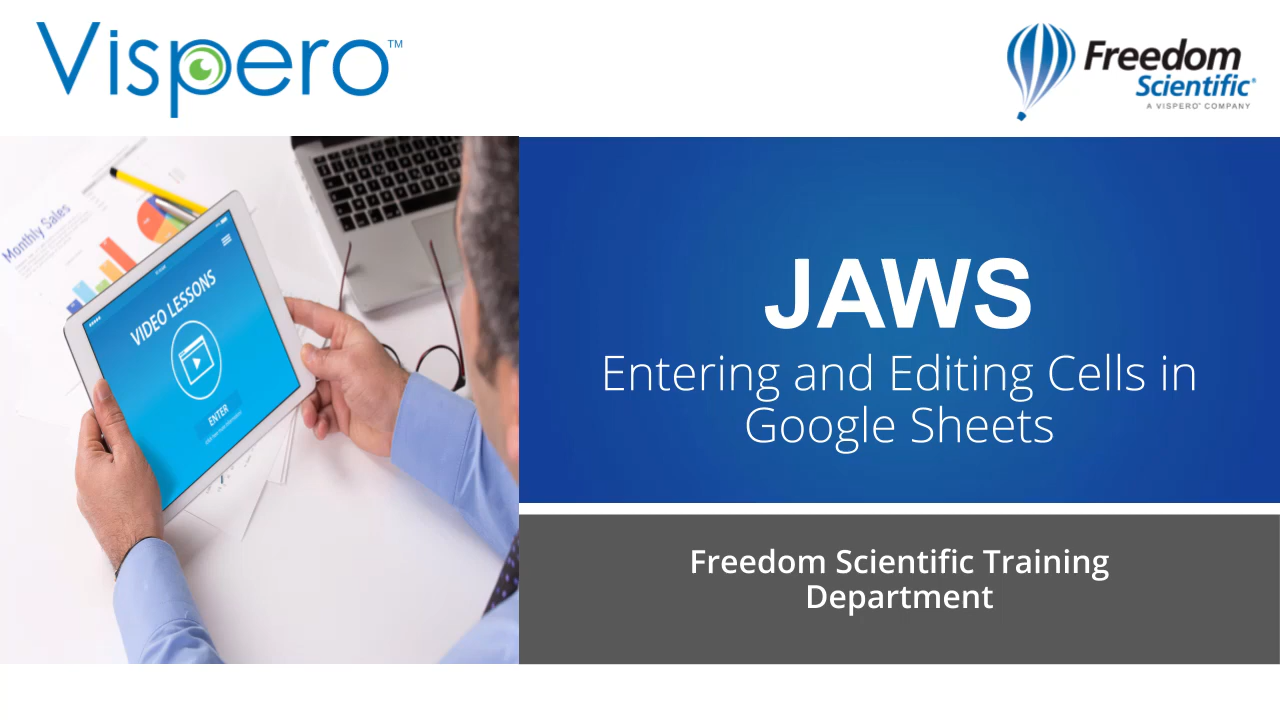 Vispero™
Freedom
Scientific®
A VISPERO® COMPANY
Monthly Sales
VIDEO LESSONS
ENTER
JAWS
Entering and Editing Cells in
Google Sheets
Freedom Scientific Training
Department